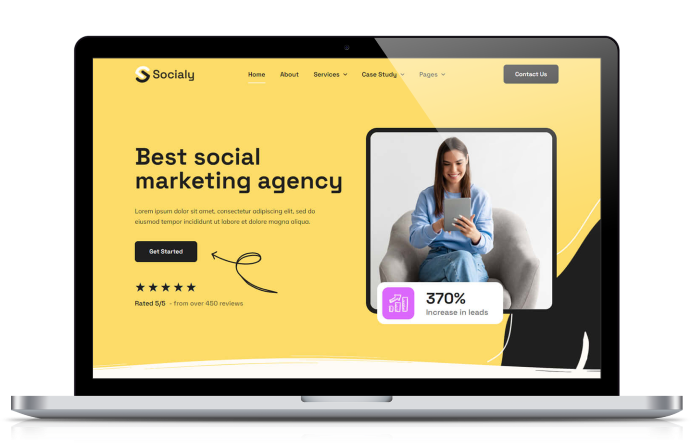 Socialy
Home About Services Case Study Pages
Contact Us
Best social
marketing agency
Lorem ipsum dolor sit amet, consectetur adipiscing elit, sed do
eiusmod tempor incididunt ut labore et dolore magna aliqua.
Get Started
Rated 5/5 - from over 450 reviews
370%
Increase in leads